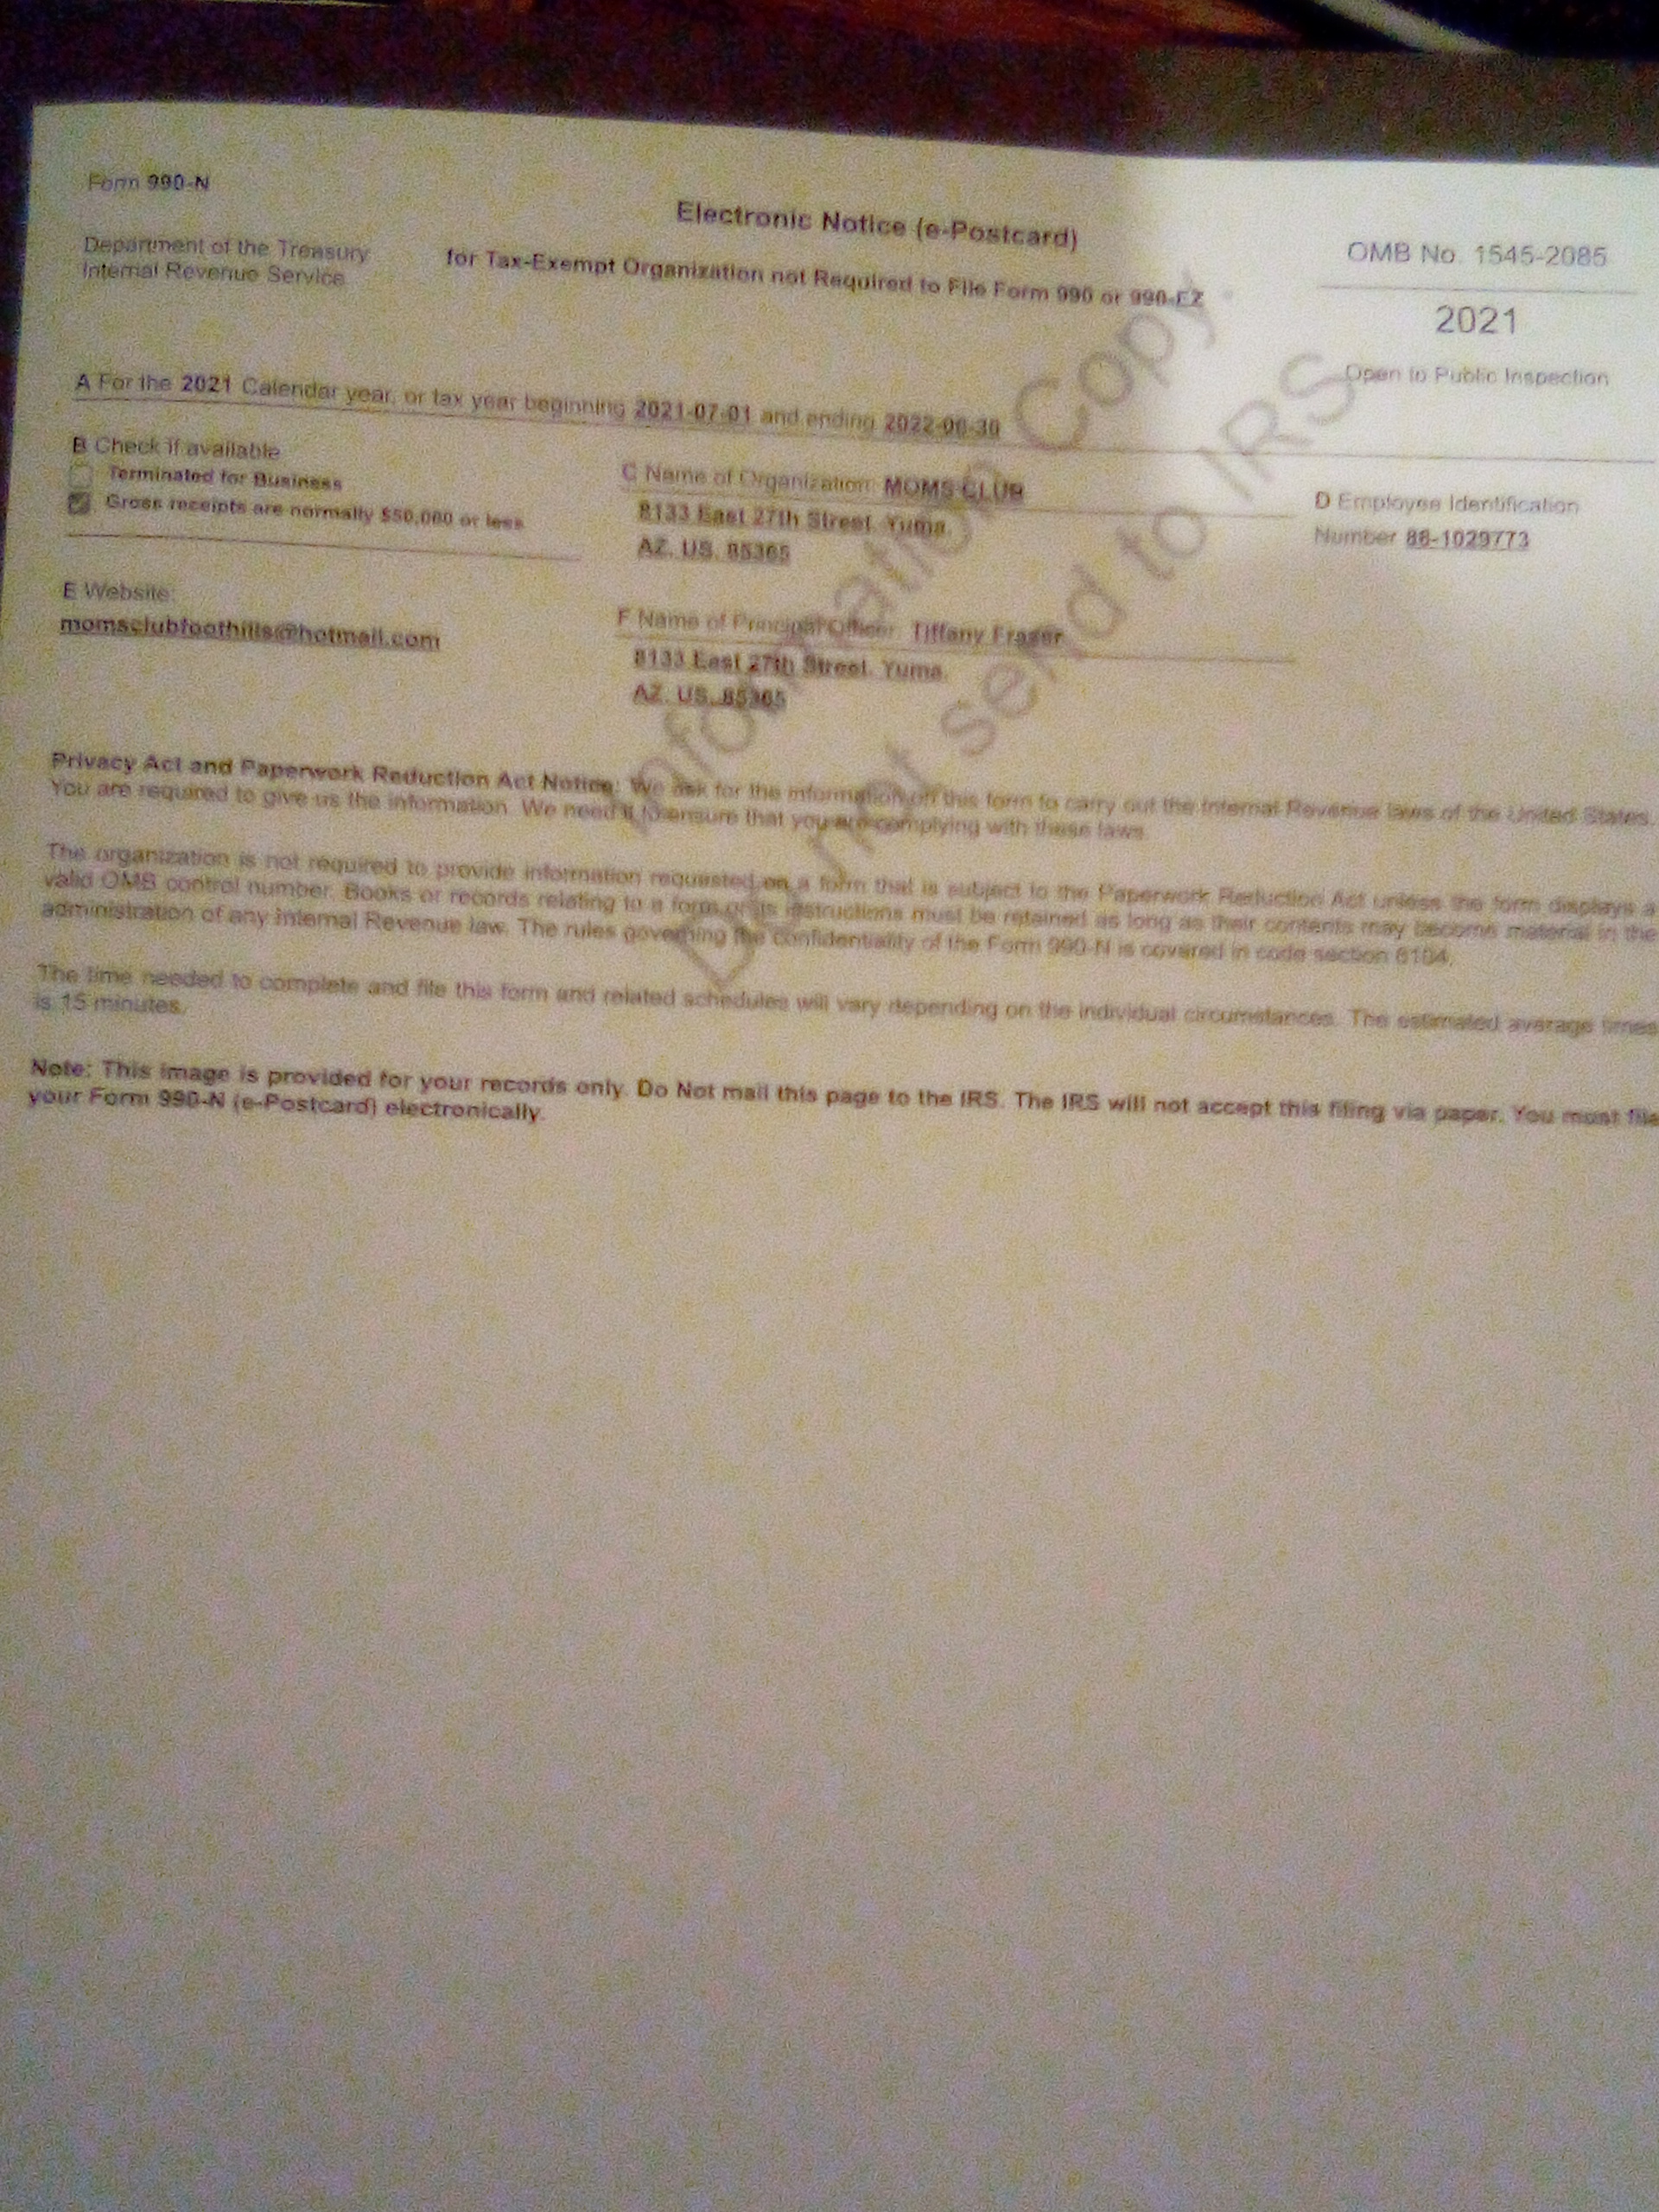 Form 990-N
Electronic Notice (e-Postcard)
Department of the Treasury
Internal Revenue Service
for Tax-Exempt Organization not Required to File Form 990 or 990-EZ
OMB No. 1545-2085
2021
Open to Public Inspection
A For the 2021 Calendar year, or tax year beginning 2021-07-01 and ending 2022-06-30
B Check if available
Terminated for Business
Gross receipts are normally $50,000 or less
C Name of Organization: MOMS CLUB
8133 East 27th Street, Yuma,
AZ, US, 85365
D Employee Identification
Number 88-1029773
E Website:
momsclubfoothills@hotmail.com
F Name of Principal Officer: Tiffany Frazer
8133 East 27th Street, Yuma,
AZ, US, 85365
Privacy Act and Paperwork Reduction Act Notice: We ask for the information on this form to carry out the Internal Revenue laws of the United States.
You are required to give us the information. We need it to ensure that you are complying with these laws.
The organization is not required to provide information requested on a form that is subject to the Paperwork Reduction Act unless the form displays a
valid OMB control number. Books or records relating to a form or its instructions must be retained as long as their contents may become material in the
administration of any Internal Revenue law. The rules governing the confidentiality of the Form 990-N is covered in code section 6104.
The time needed to complete and file this form and related schedules will vary depending on the individual circumstances. The estimated average times
is 15 minutes.
Note: This image is provided for your records only. Do Not mail this page to the IRS. The IRS will not accept this filing via paper. You must file
your Form 990-N (e-Postcard) electronically.
Information Copy
Do not send to IRS